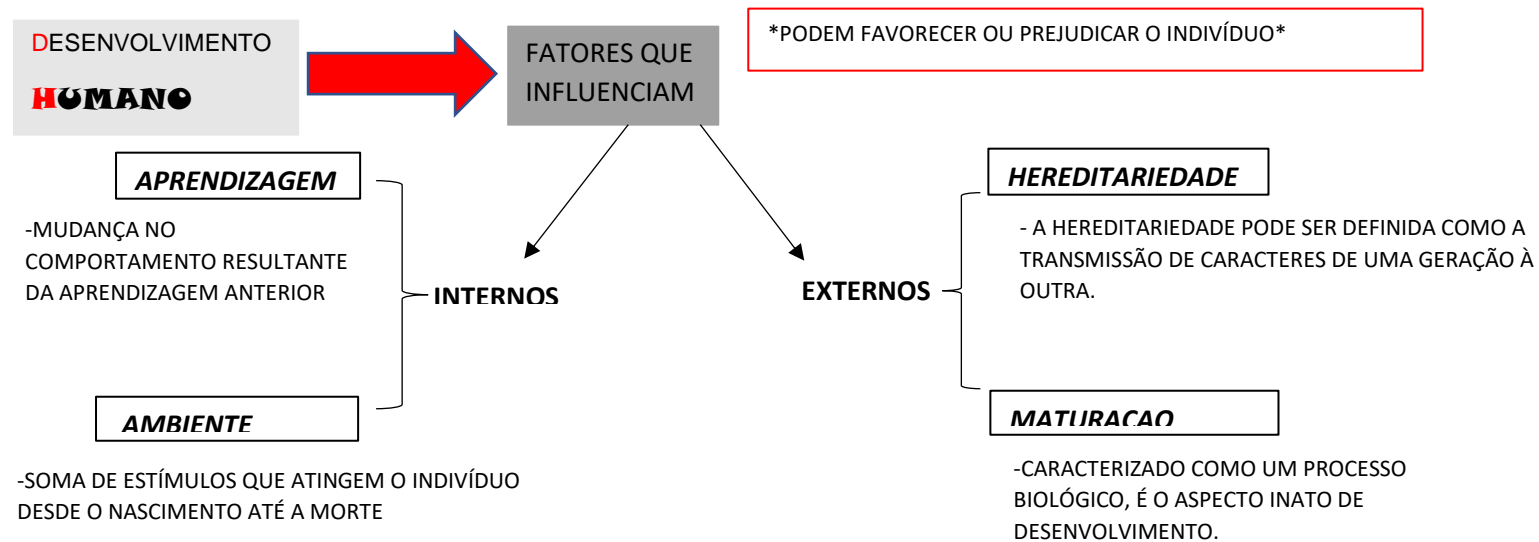 DESENVOLVIMENTO
HUMANO
FATORES QUE
INFLUENCIAM
*PODEM FAVORECER OU PREJUDICAR O INDIVÍDUO*
APRENDIZAGEM
-MUDANÇA NO
COMPORTAMENTO RESULTANTE
DA APRENDIZAGEM ANTERIOR
INTERNOS
AMBIENTE
-SOMA DE ESTÍMULOS QUE ATINGEM O INDIVÍDUO
DESDE O NASCIMENTO ATÉ A MORTE
EXTERNOS
HEREDITARIEDADE
- A HEREDITARIEDADE PODE SER DEFINIDA COMO A
TRANSMISSÃO DE CARACTERES DE UMA GERAÇÃO À
OUTRA.
MATURACAO
-CARACTERIZADO COMO UM PROCESSO
BIOLÓGICO, É O ASPECTO INATO DE
DESENVOLVIMENTO.